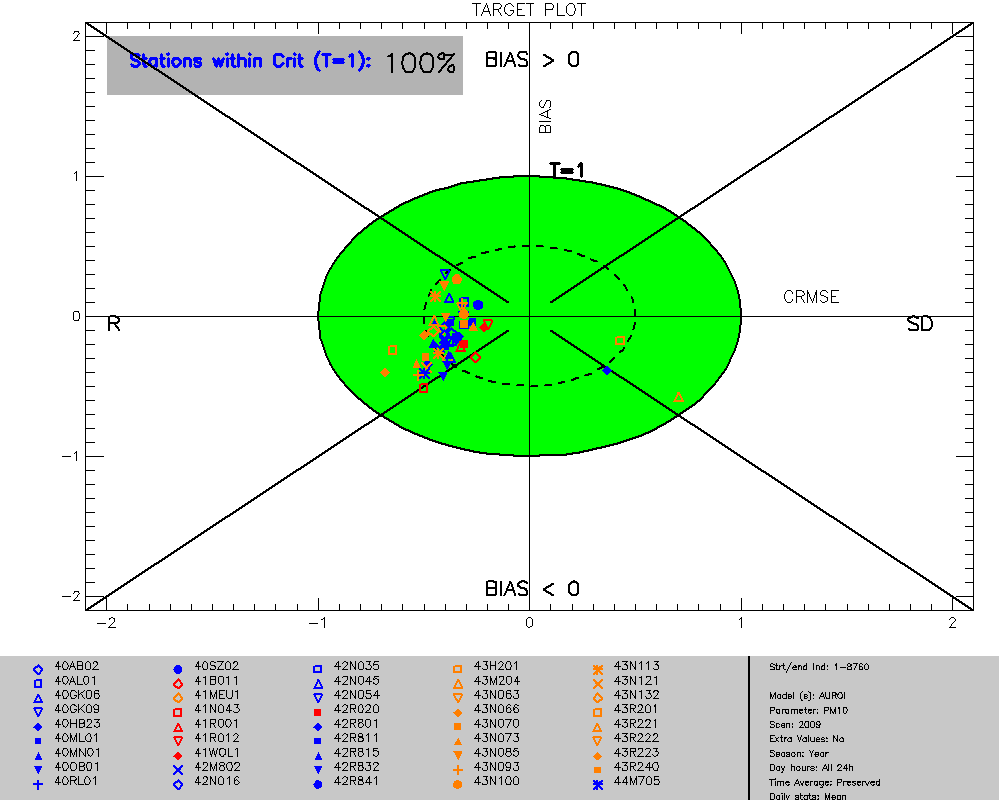 TARGET PLOT
Stations within Crit (T=1): 100%
BIAS > 0
BIAS
T=1
CRMSE
R
SD
BIAS < 0
2
1
0
−1
−2
−2 −1 0 1 2
40AB02 40SZ02 42N035 43H201 43N113
40AL01 41B011 42N045 43M204 43N121
40GK06 41MEU1 42N054 43N063 43N132
40GK09 41N043 42R020 43N066 43R201
40HB23 41R001 42R801 43N070 43R221
40ML01 41R012 42R811 43N073 43R222
40MN01 41WOL1 42R815 43N085 43R223
40OB01 42M802 42R832 43N093 43R240
40RL01 42N016 42R841 43N100 44M705
Strt/end Ind: 1−8760
Model (s): AURQI
Parameter: PM10
Scen: 2009
Extra Values: No
Season: Year
Day hours: All 24h
Time Average: Preserved
Daily stats: Mean